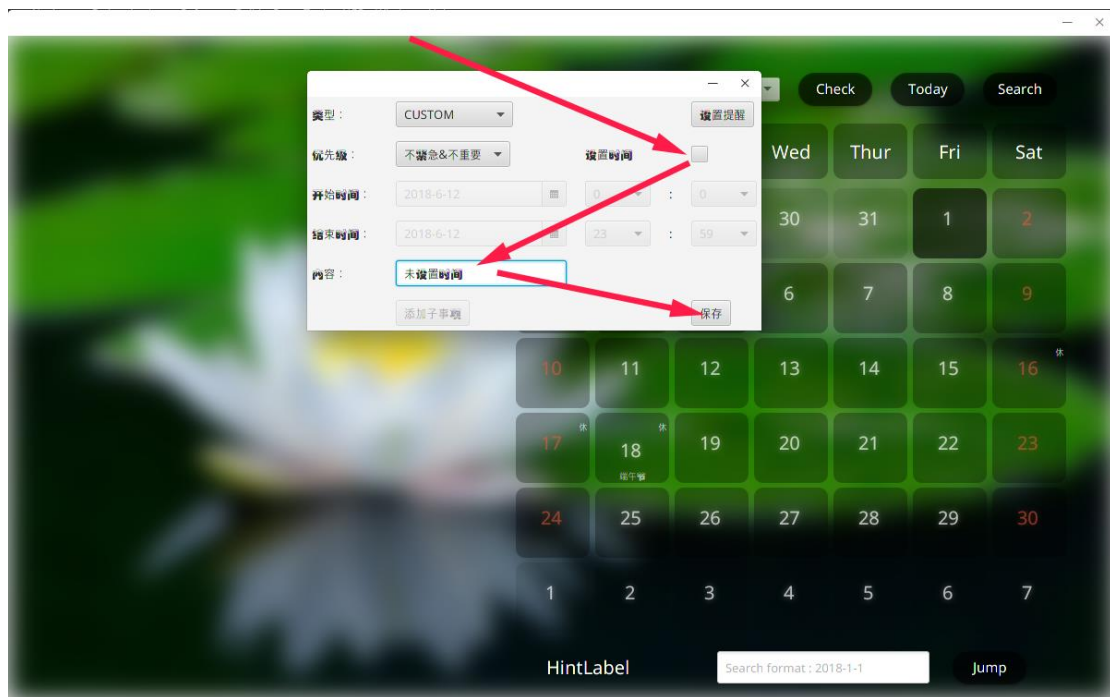 Check Today Search
类型： CUSTOM 设置提醒
优先级： 不紧急&不重要 设置时间
开始时间： 2018-6-12 0 : 0
结束时间： 2018-6-12 23 : 59
内容： 未设置时间
添加子事项 保存
Wed Thur Fri Sat
30 31 1 2
6 7 8 9
10 11 12 13 14 15 16 休
17 休 18 休 19 20 21 22 23
端午节
24 25 26 27 28 29 30
1 2 3 4 5 6 7
HintLabel Search format : 2018-1-1 Jump